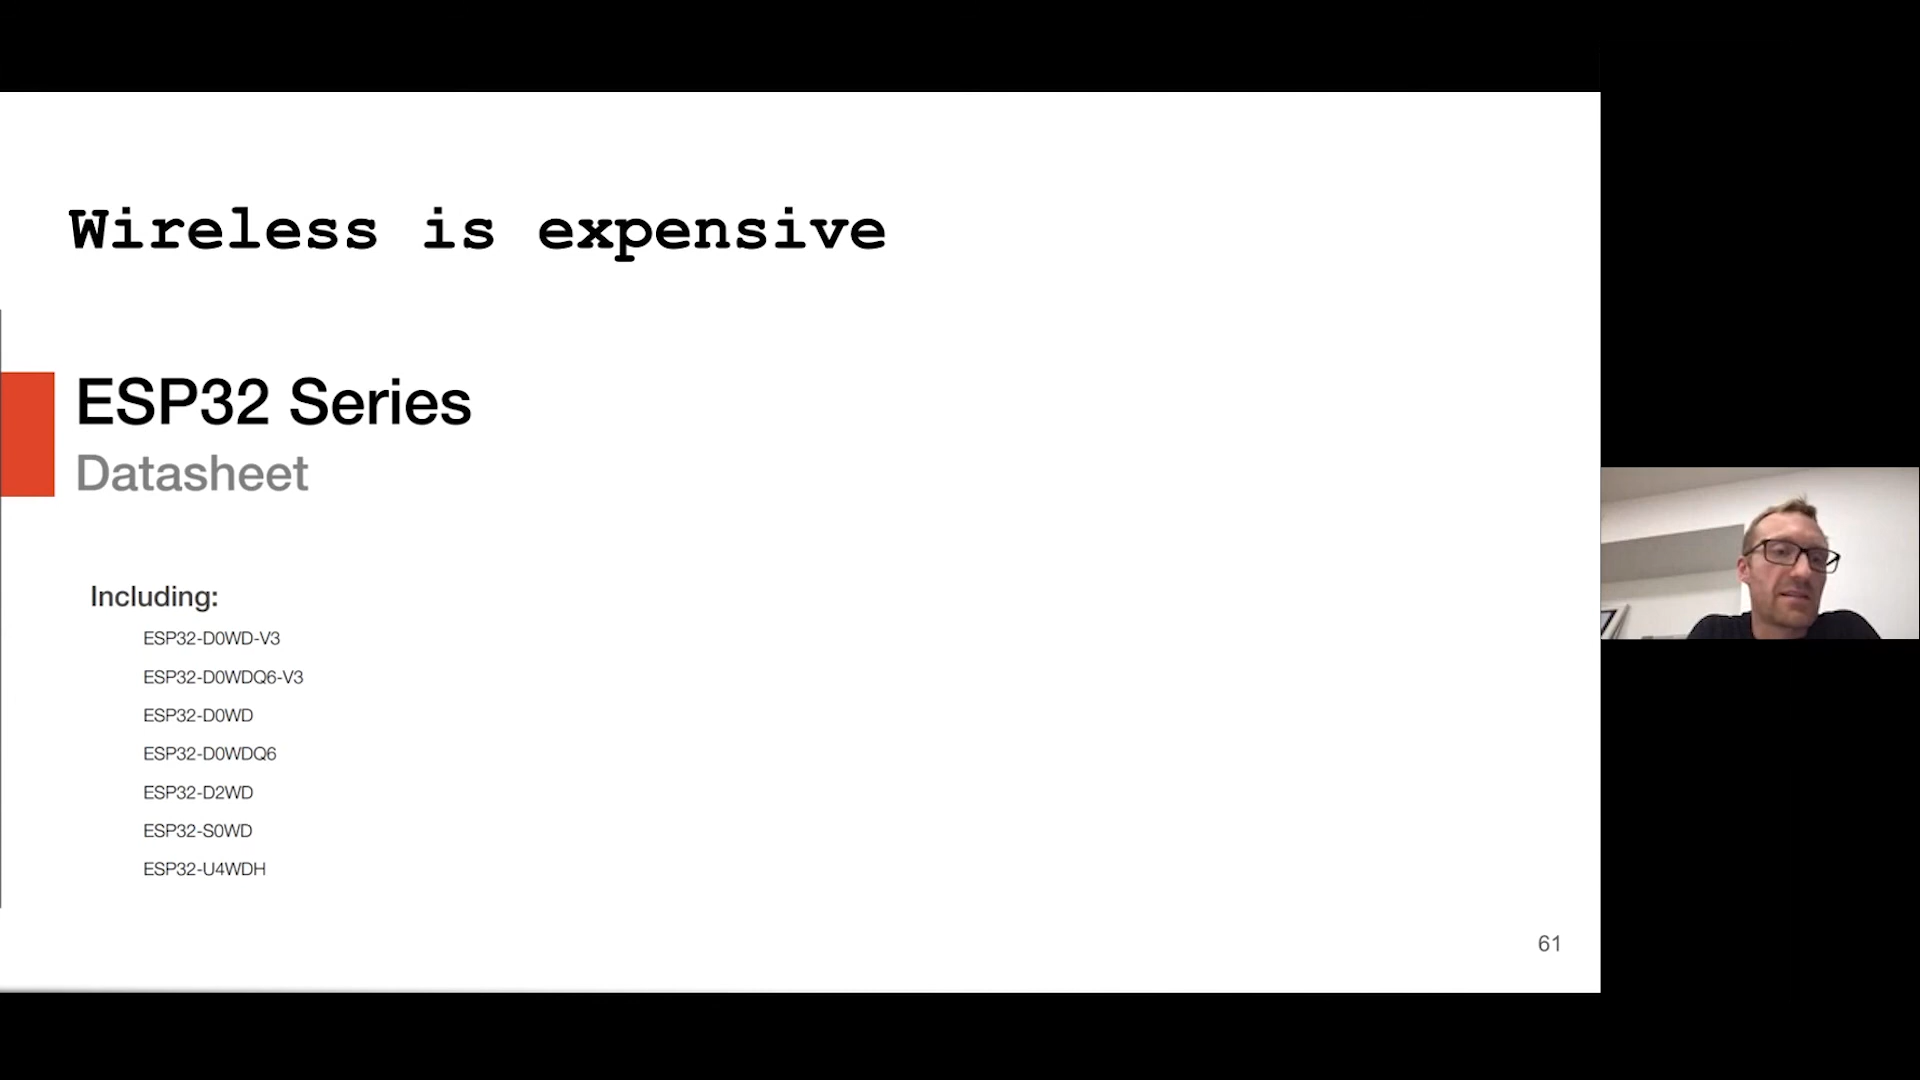 Wireless is expensive
ESP32 Series
Datasheet
Including:
ESP32-D0WD-V3
ESP32-D0WDQ6-V3
ESP32-D0WD
ESP32-D0WDQ6
ESP32-D2WD
ESP32-S0WD
ESP32-U4WDH
61